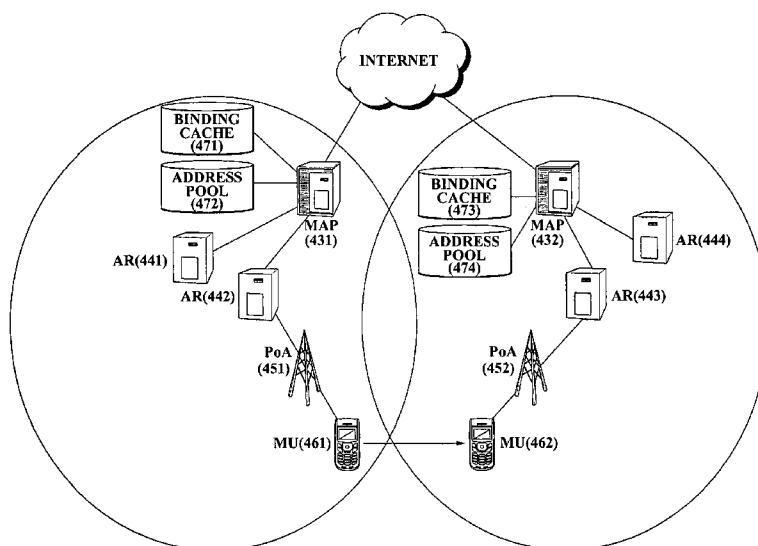 INTERNET
BINDING
CACHE
(471)
ADDRESS
POOL
(472)
MAP
(431)
AR(441)
AR(442)
PoA
(451)
MU(461)
BINDING
CACHE
(473)
ADDRESS
POOL
(474)
MAP
(432)
AR(444)
AR(443)
PoA
(452)
MU(462)